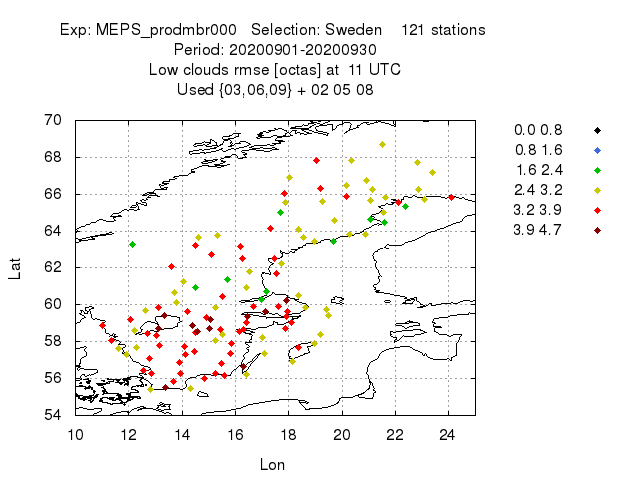 Exp: MEPS_prodmbr000   Selection: Sweden    121 stations
Period: 20200901-20200930
Low clouds rmse [octas] at  11 UTC
Used {03,06,09} + 02 05 08
70
68
66
64
62
60
58
56
54
Lat
10 12 14 16 18 20 22 24
Lon
0.0 0.8
0.8 1.6
1.6 2.4
2.4 3.2
3.2 3.9
3.9 4.7